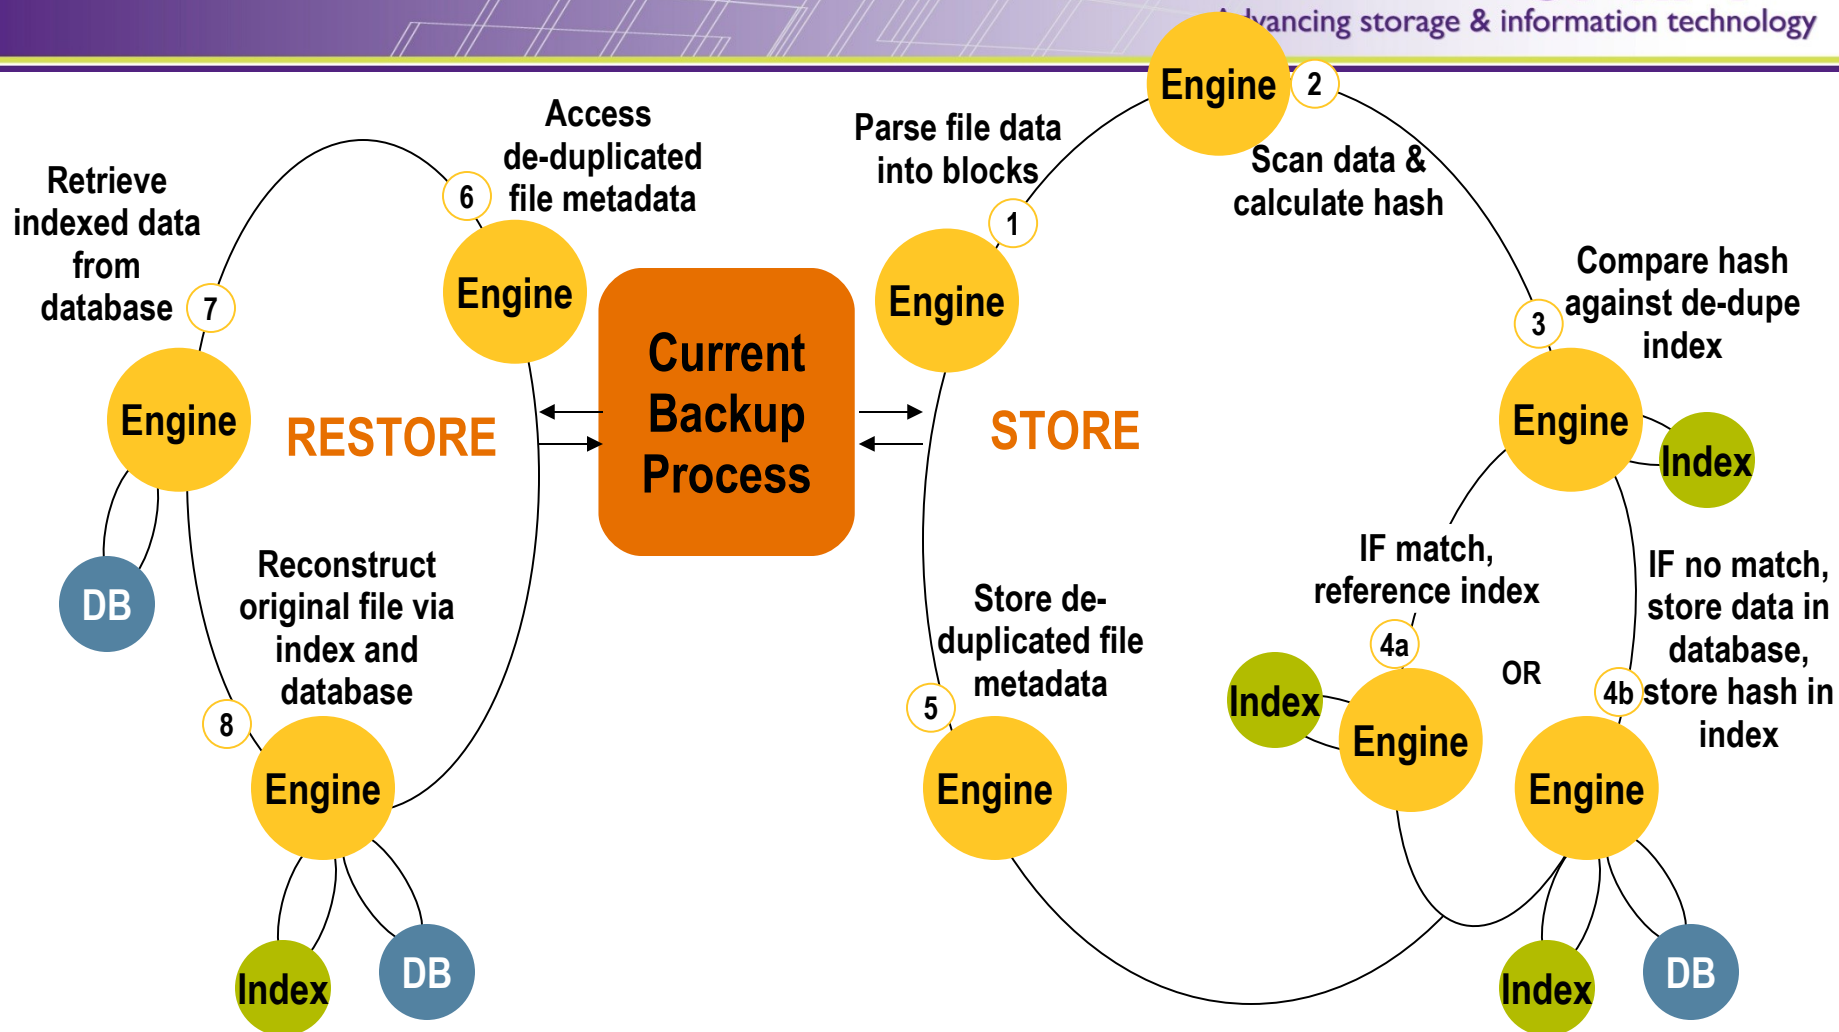 Advancing storage & information technology
Access
de-duplicated
file metadata
Retrieve
indexed data
from
database
6
7
Engine
Engine
RESTORE
DB
Reconstruct
original file via
index and
database
8
Engine
Index
DB
Current
Backup
Process
Parse file data
into blocks
1
Engine
STORE
Engine
2
Scan data &
calculate hash
Compare hash
against de-dupe
index
3
Engine
Index
IF match,
reference index
4a
Index
Engine
OR
IF no match,
store data in
database,
store hash in
index
4b
Engine
Index
DB
Store de-
duplicated file
metadata
5
Engine